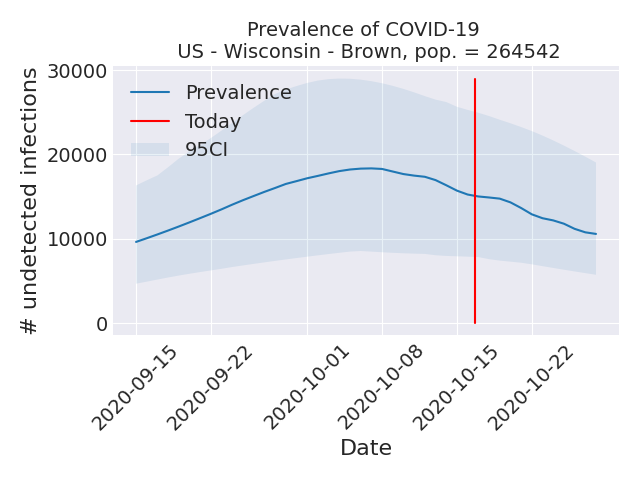 Prevalence of COVID-19
US - Wisconsin - Brown, pop. = 264542
# undetected infections
30000
20000
10000
0
Prevalence
Today
95CI
2020-09-15
2020-09-22
2020-10-01
2020-10-08
2020-10-15
2020-10-22
Date